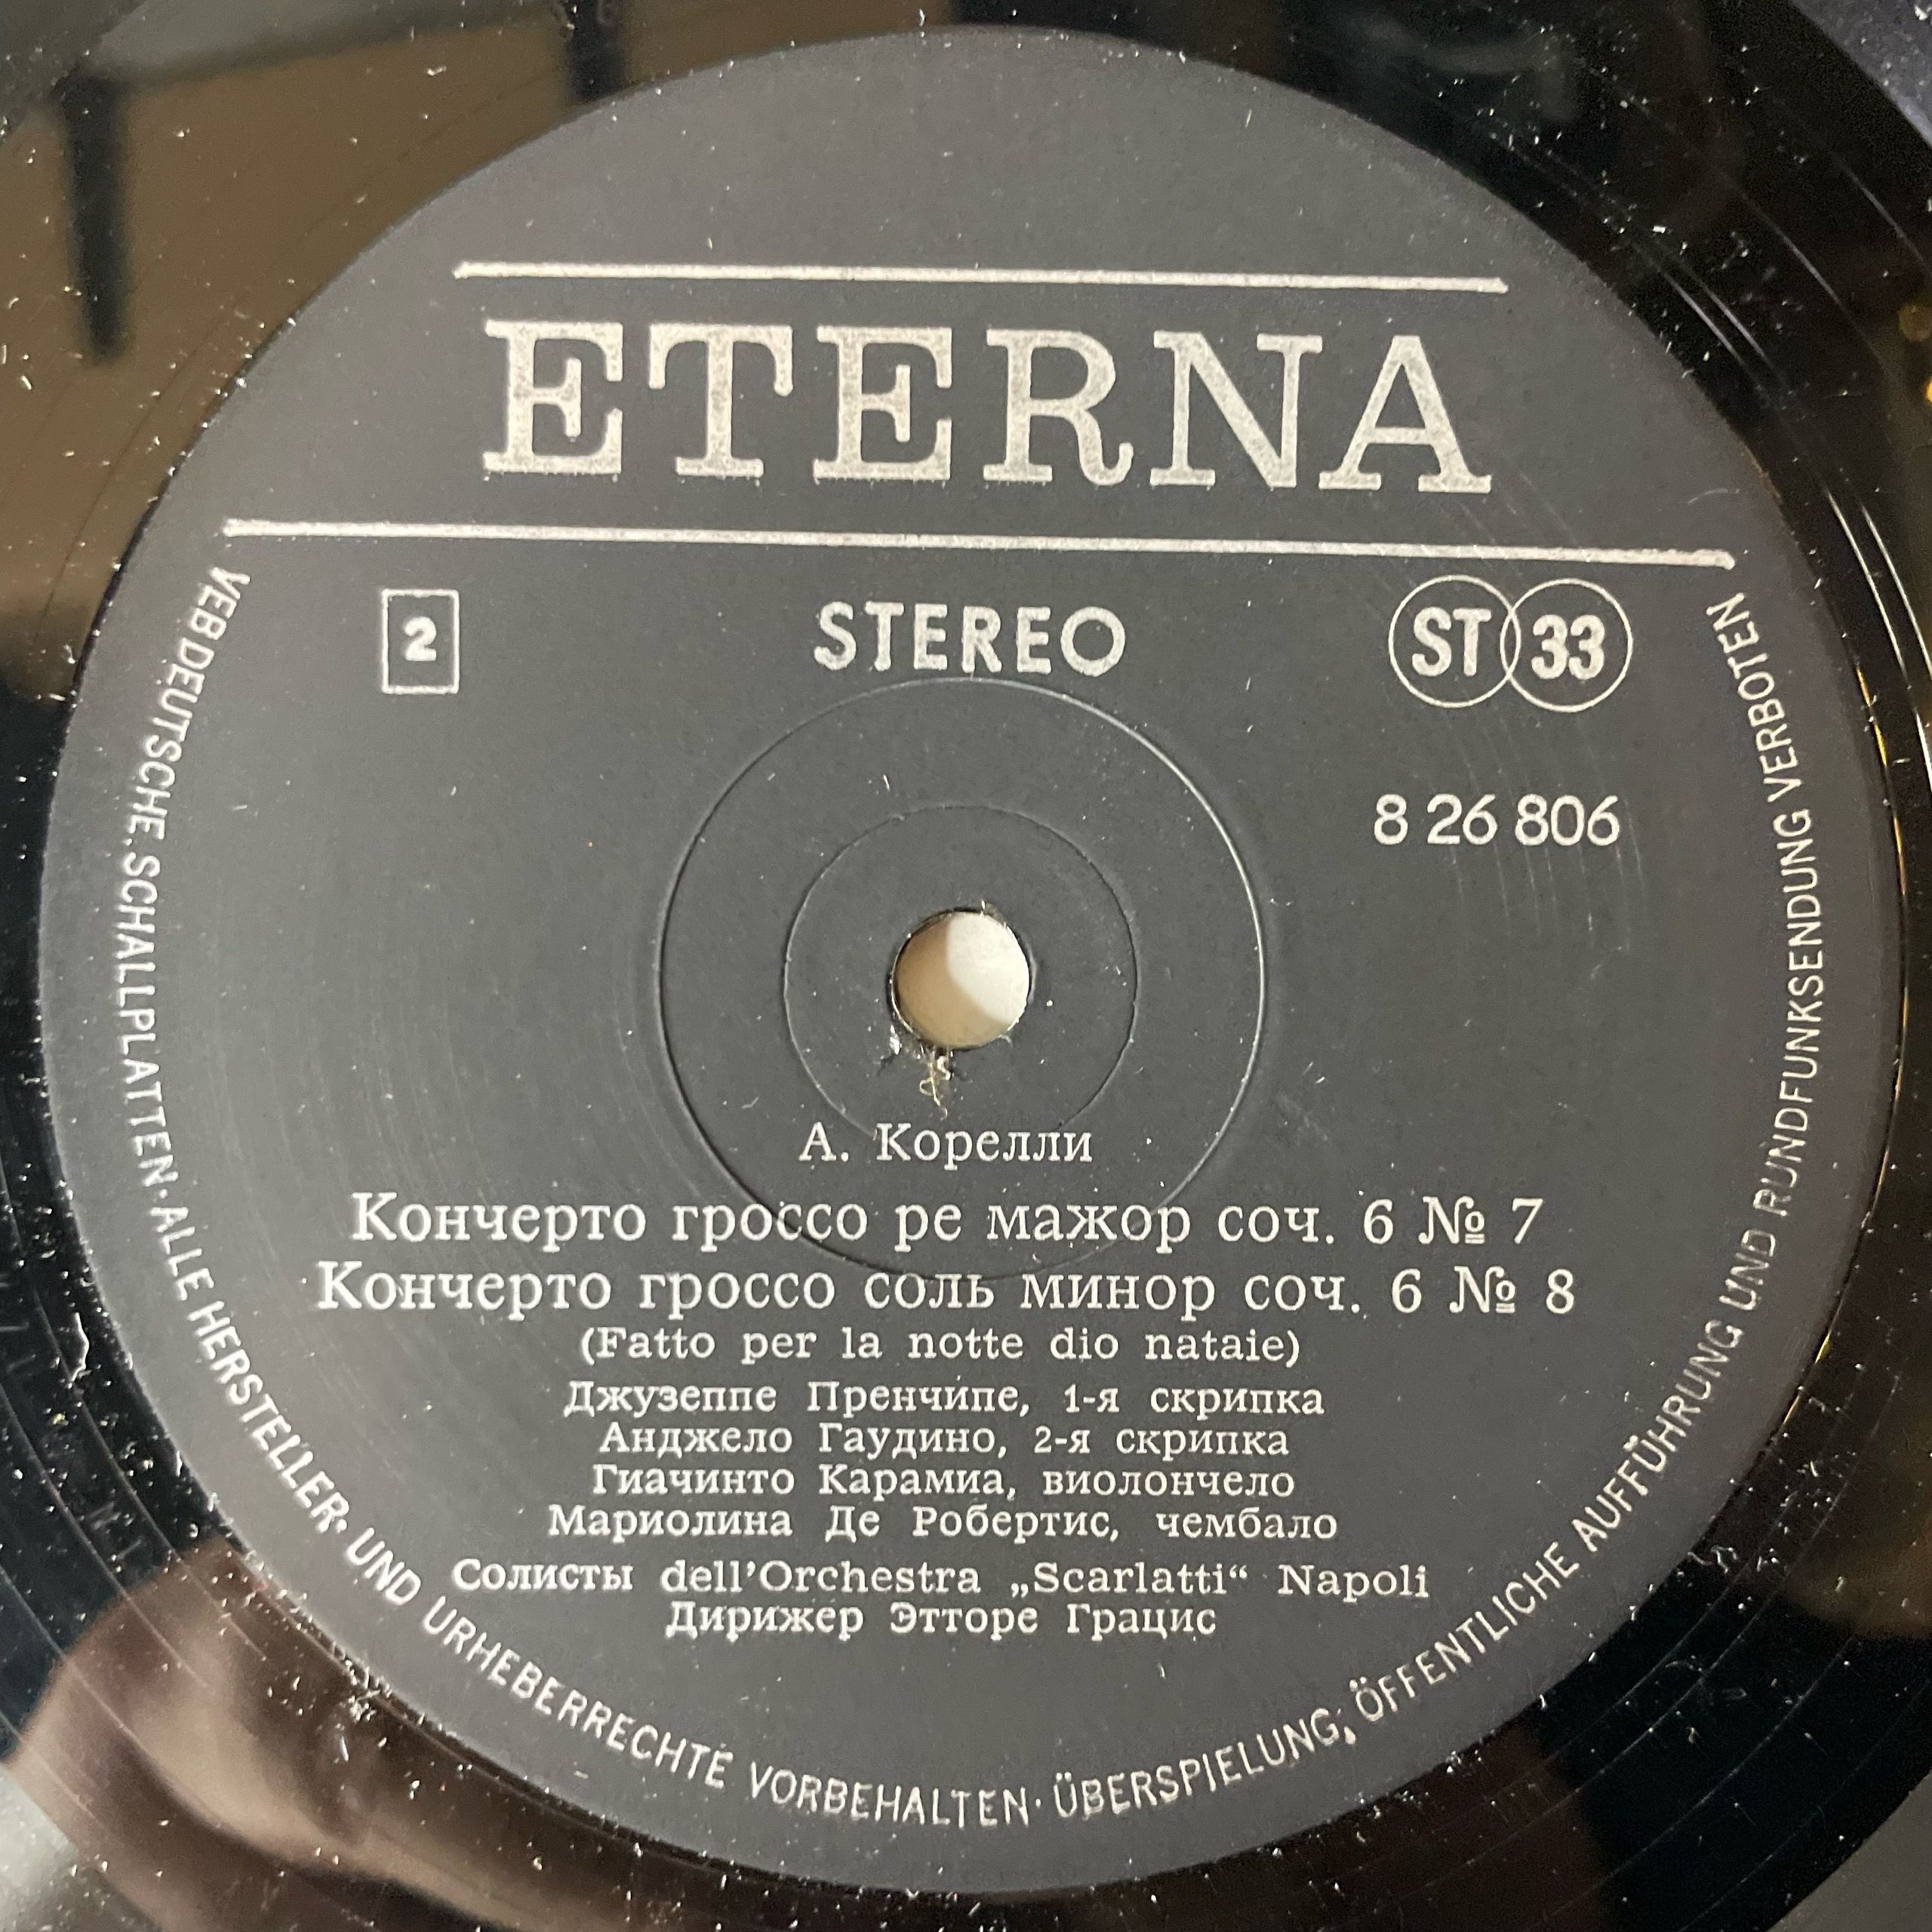 ETERNA
2
STEREO
ST 33
8 26 806
А. Корелли
Кончерто гроссо ре мажор соч. 6 № 7
Кончерто гроссо соль минор соч. 6 № 8
(Fatto per la notte dio nataie)
Джузеппе Пренчипе, 1-я скрипка
Анджело Гаудино, 2-я скрипка
Гиачинто Карамиа, виолончело
Мариолина Де Робертис, чембало
Солисты dell'Orchestra „Scarlatti“ Napoli
Дирижер Этторе Грацис
VEB DEUTSCHE SCHALLPLATTEN · ALLE HERSTELLER- UND URHEBERRECHTE VORBEHALTEN · ÜBERSPIELUNG, ÖFFENTLICHE AUFFÜHRUNG UND RUNDFUNKSENDUNG VERBOTEN